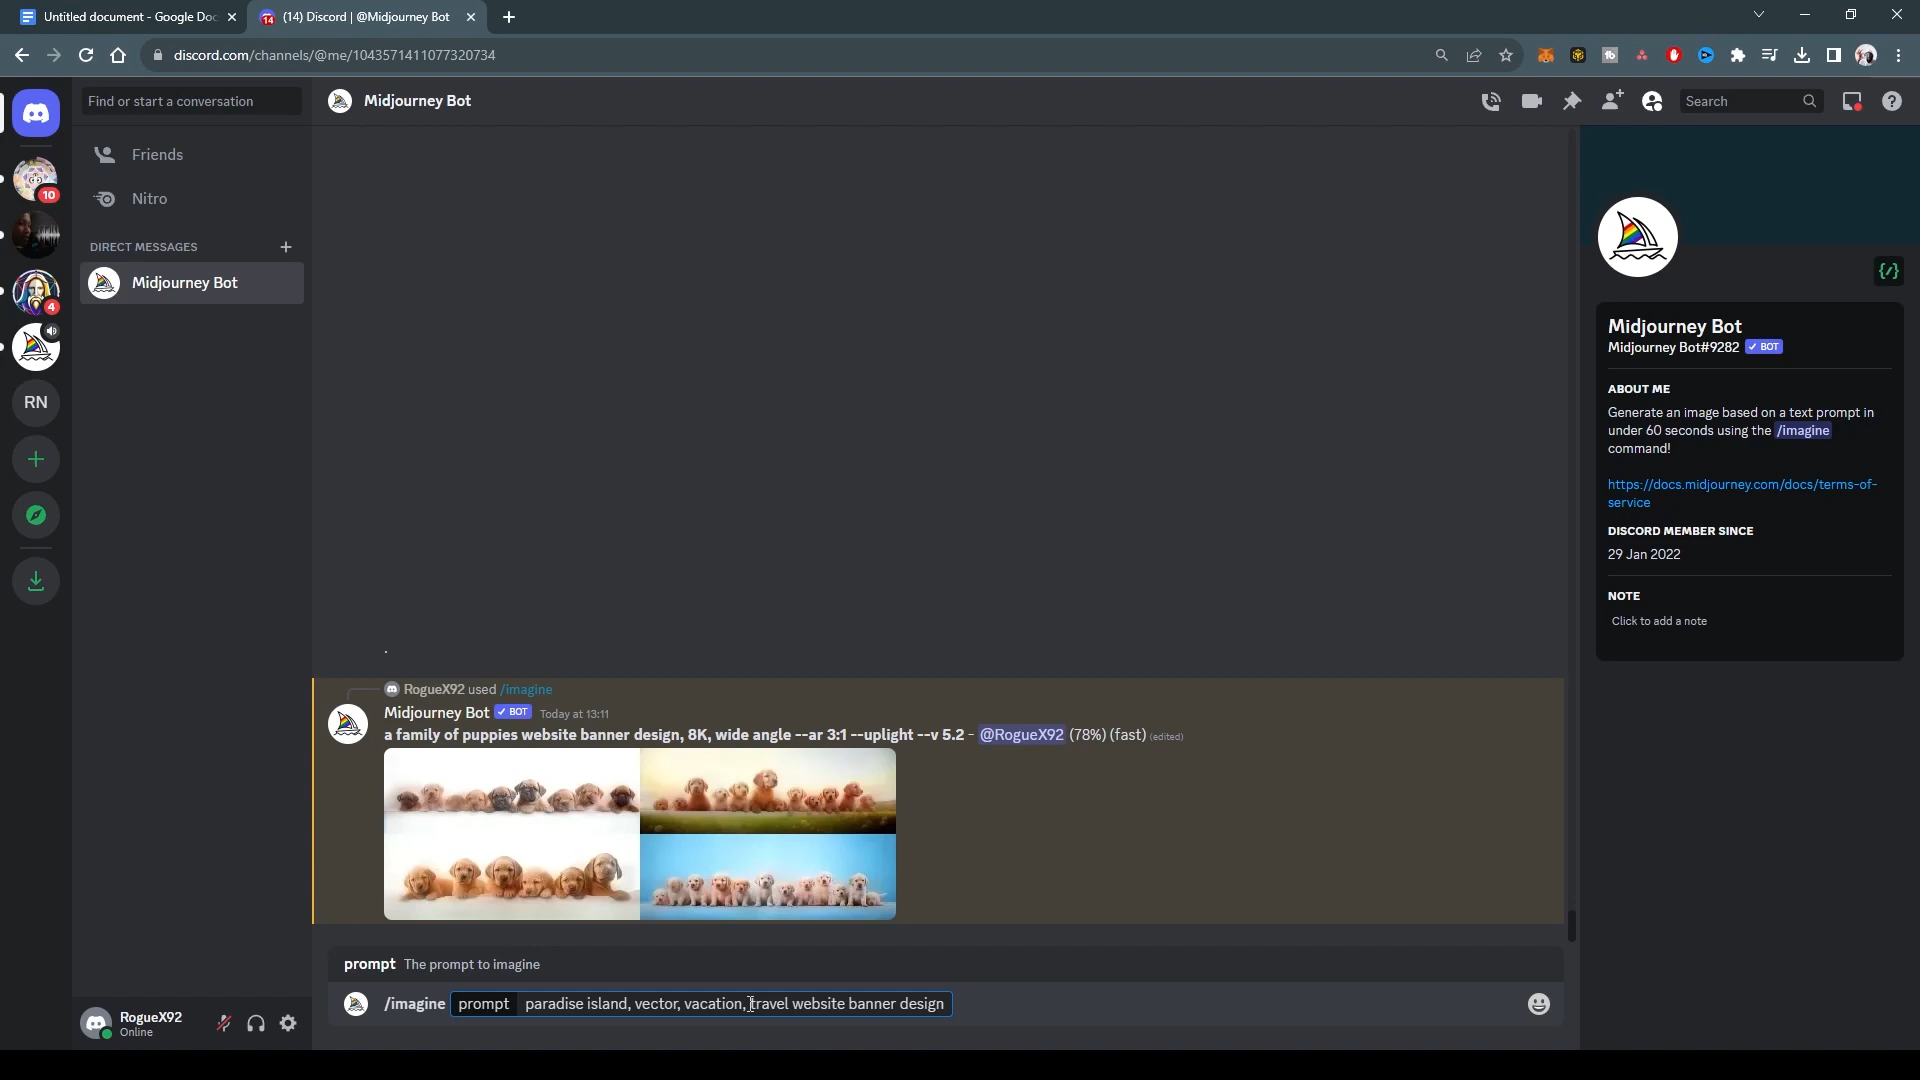 Untitled document - Google Doc
(14) Discord | @Midjourney Bot
discord.com/channels/@me/1043571411077320734
Find or start a conversation
Midjourney Bot
Search
Friends
Nitro
DIRECT MESSAGES
Midjourney Bot
10
4
RN
14
.
RogueX92 used /imagine
Midjourney Bot ✓ BOT Today at 13:11
a family of puppies website banner design, 8K, wide angle --ar 3:1 --uplight --v 5.2 - @RogueX92 (78%) (fast) (edited)
prompt The prompt to imagine
/imagine prompt paradise island, vector, vacation, travel website banner design
RogueX92
Online
{/}
Midjourney Bot
Midjourney Bot#9282 ✓ BOT
ABOUT ME
Generate an image based on a text prompt in
under 60 seconds using the /imagine
command!
https://docs.midjourney.com/docs/terms-of-
service
DISCORD MEMBER SINCE
29 Jan 2022
NOTE
Click to add a note